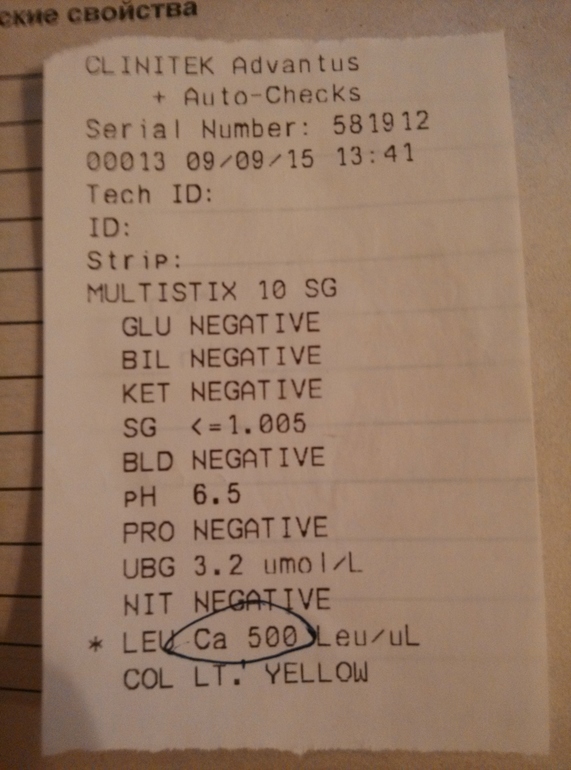 ские свойства
CLINITEK Advantus
+ Auto-Checks
Serial Number: 581912
00013 09/09/15 13:41
Tech ID:
ID:
Strip:
MULTISTIX 10 SG
GLU NEGATIVE
BIL NEGATIVE
KET NEGATIVE
SG <=1.005
BLD NEGATIVE
pH 6.5
PRO NEGATIVE
UBG 3.2 umol/L
NIT NEGATIVE
* LEU Ca 500 Leu/uL
COL LT. YELLOW